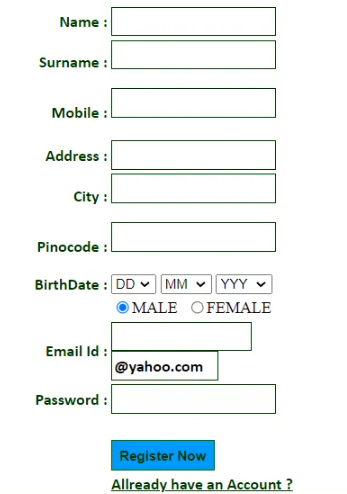 Name :
Surname :
Mobile :
Address :
City :
Pinocode :
BirthDate : DD MM YYY
MALE FEMALE
Email Id :
@yahoo.com
Password :
Register Now
Allready have an Account ?